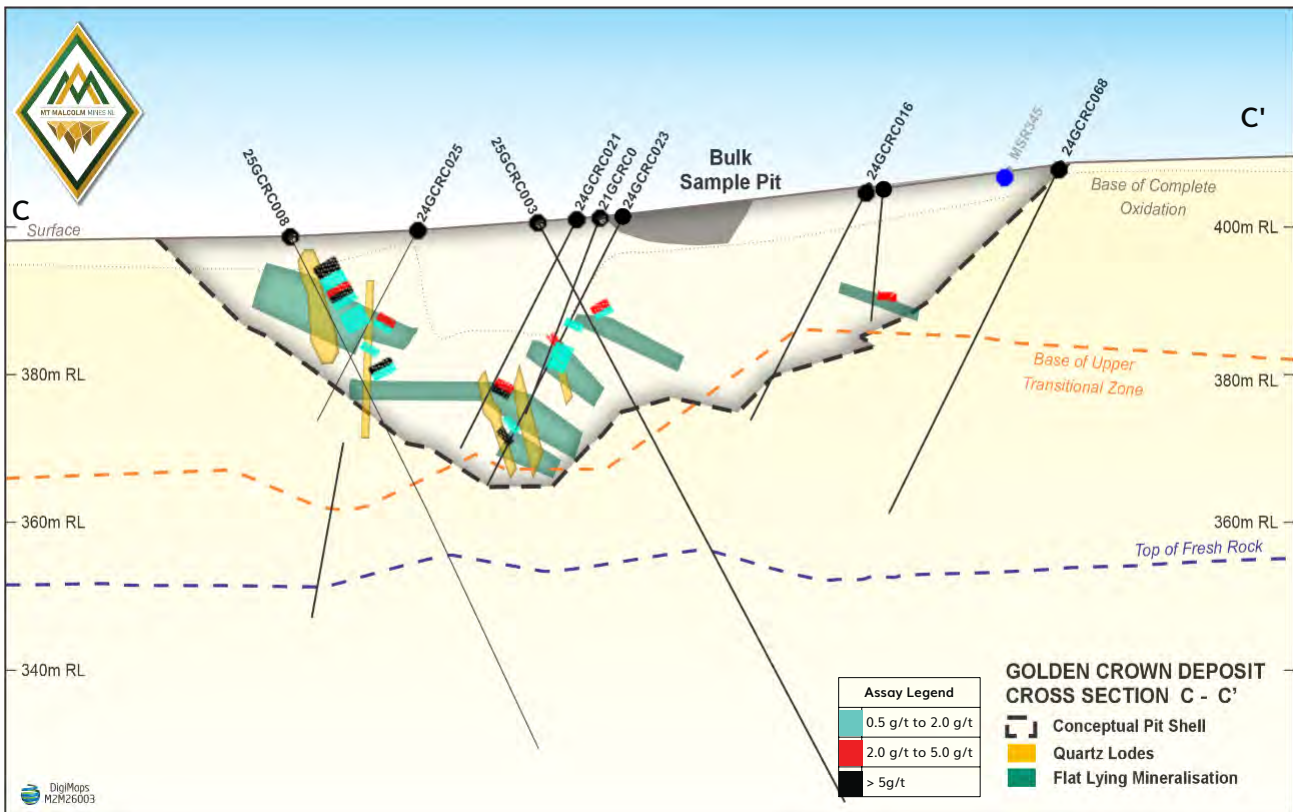 MT MALCOLM MINES NL
C
C'
25GCRC008
24GCRC025
25GCRC003
24GCRC021
21GCRC0
24GCRC023
Bulk
Sample Pit
24GCRC016
MSR345
24GCRC068
Surface
Base of Complete
Oxidation
400m RL
380m RL
Base of Upper
Transitional Zone
380m RL
360m RL
360m RL
Top of Fresh Rock
340m RL
Assay Legend
0.5 g/t to 2.0 g/t
2.0 g/t to 5.0 g/t
> 5g/t
GOLDEN CROWN DEPOSIT
CROSS SECTION C - C'
Conceptual Pit Shell
Quartz Lodes
Flat Lying Mineralisation
DigiMaps
M2M26003